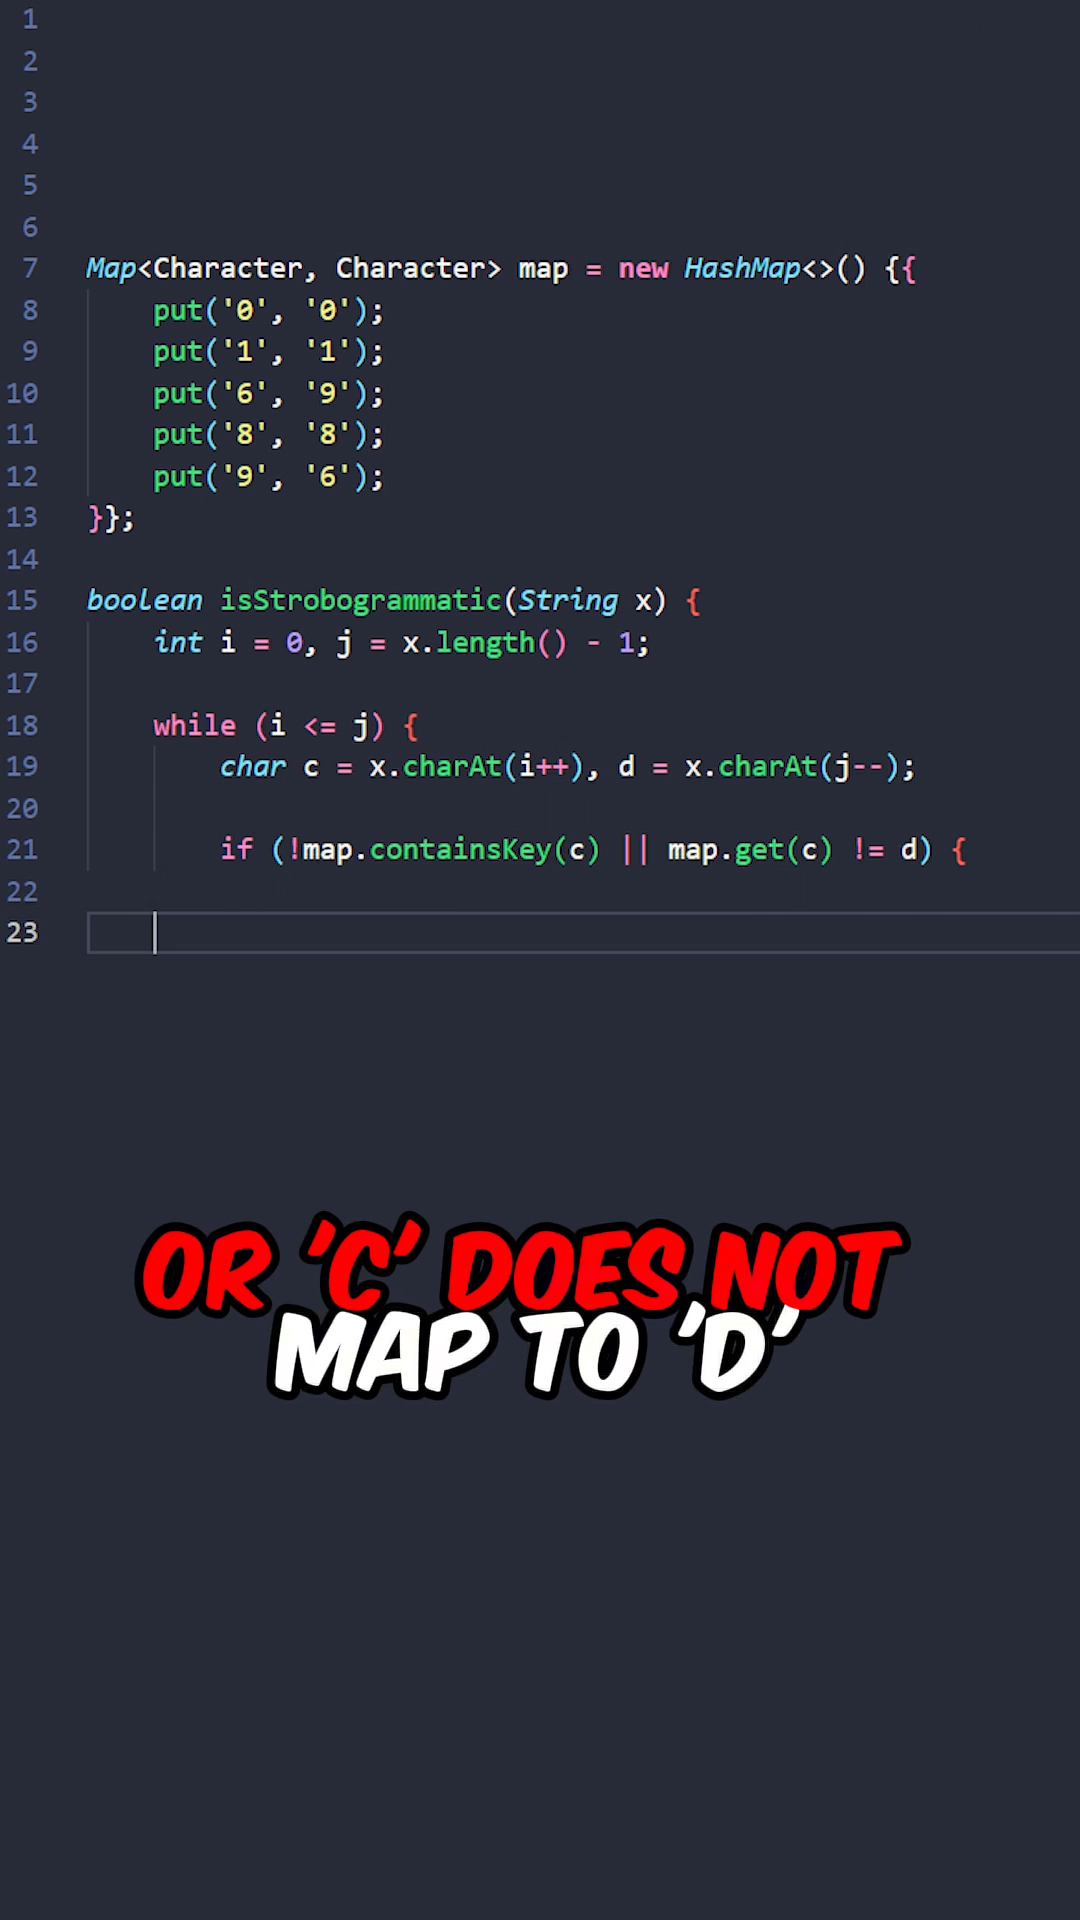 1
2
3
4
5
6
7 Map<Character, Character> map = new HashMap<>() {{
8 put('0', '0');
9 put('1', '1');
10 put('6', '9');
11 put('8', '8');
12 put('9', '6');
13 }};
14
15 boolean isStrobogrammatic(String x) {
16 int i = 0, j = x.length() - 1;
17
18 while (i <= j) {
19 char c = x.charAt(i++), d = x.charAt(j--);
20
21 if (!map.containsKey(c) || map.get(c) != d) {
22
23
OR 'C' DOES NOT
MAP TO 'D'